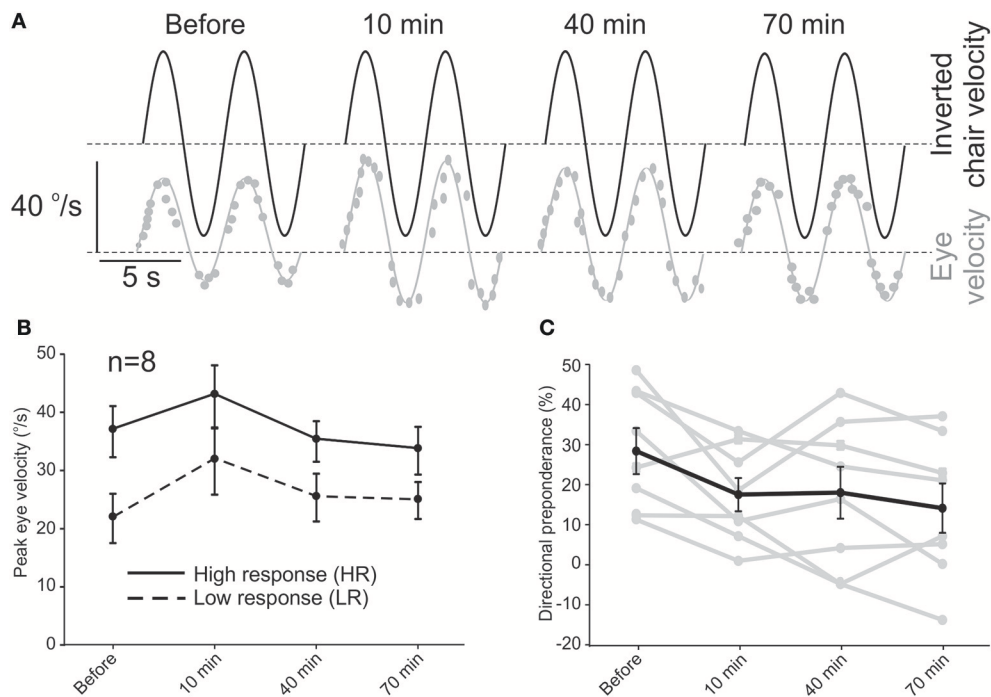 A
Before
10 min
40 min
70 min
Inverted
chair velocity
40 °/s
Eye
velocity
5 s
B
n=8
Peak eye velocity (°/s)
50
40
30
20
10
0
High response (HR)
Low response (LR)
Before
10 min
40 min
70 min
C
Directional preponderance (%)
50
40
30
20
10
0
-10
-20
Before
10 min
40 min
70 min